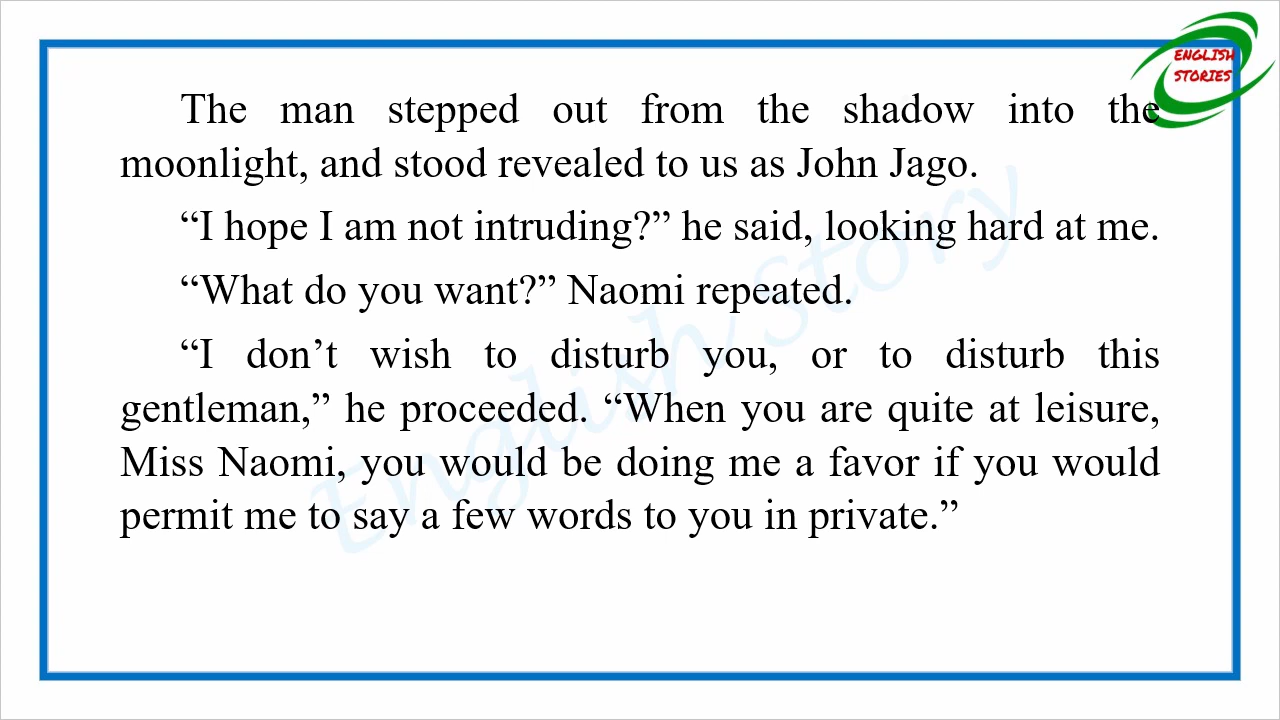 ENGLISH
STORIES
The man stepped out from the shadow into the
moonlight, and stood revealed to us as John Jago.
“I hope I am not intruding?” he said, looking hard at me.
“What do you want?” Naomi repeated.
“I don’t wish to disturb you, or to disturb this
gentleman,” he proceeded. “When you are quite at leisure,
Miss Naomi, you would be doing me a favor if you would
permit me to say a few words to you in private.”
English Story